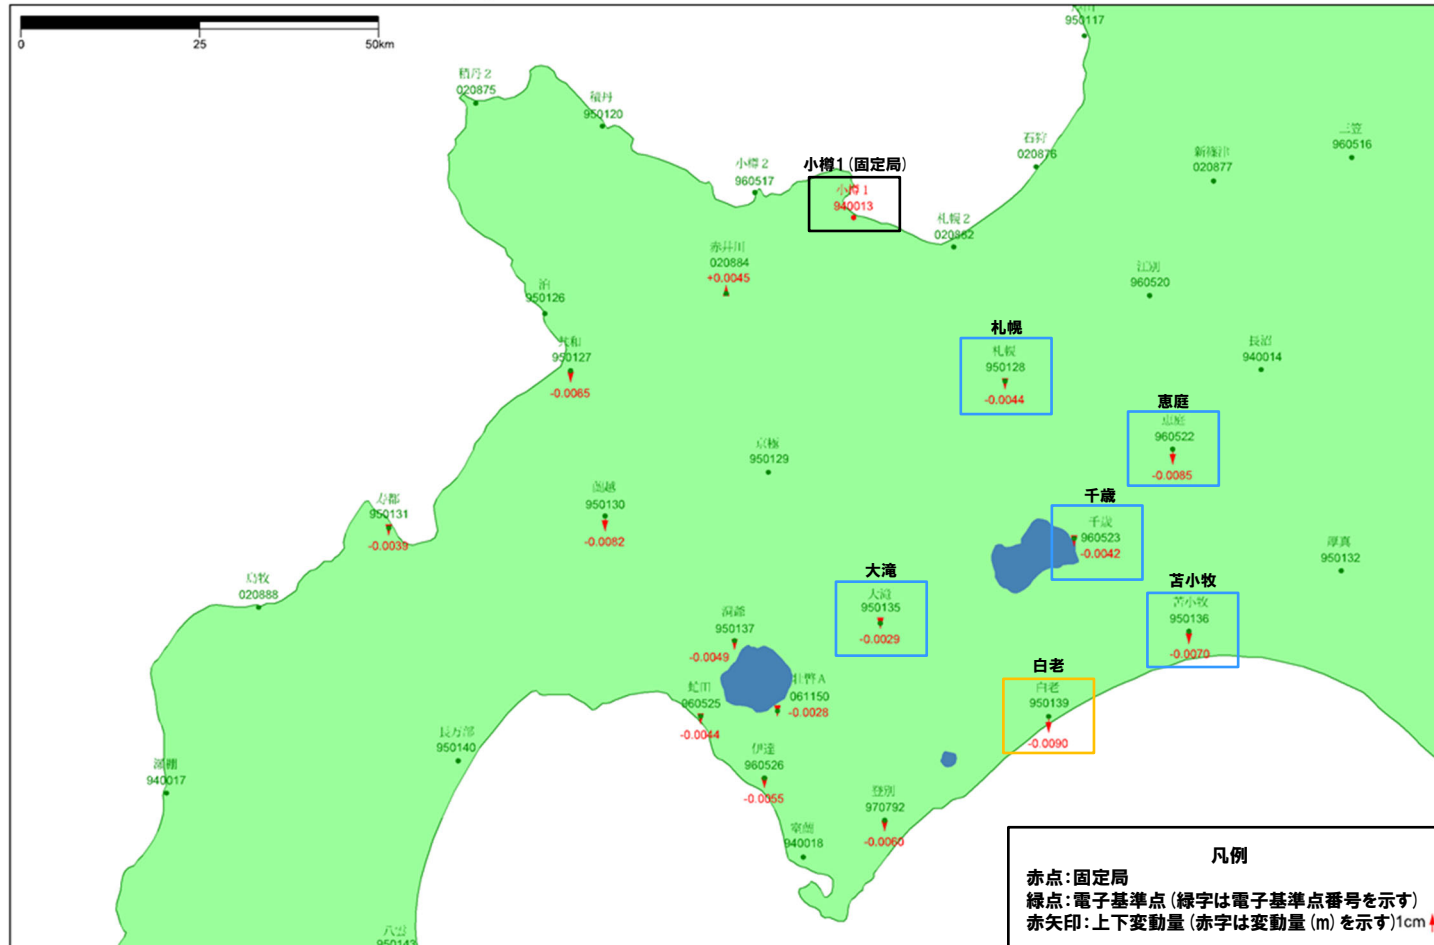 0
25
50km
950117
積丹2
020875
積丹
950120
小樽2
960517
小樽1(固定局)
小樽1
940013
石狩
020876
新篠津
020877
三笠
960516
札幌2
020862
赤井川
020884
+0.0045
江別
960520
泊
950126
共和
950127
-0.0065
札幌
札幌
950128
-0.0044
長沼
940014
恵庭
恵庭
960522
-0.0085
京極
950129
蘭越
950130
-0.0082
寿都
950131
-0.0039
千歳
千歳
960523
-0.0042
厚真
950132
島牧
020888
大滝
大滝
950135
-0.0029
苫小牧
苫小牧
950136
-0.0070
洞爺
950137
-0.0049
壮瞥A
061150
-0.0028
虻田
960525
-0.0044
白老
白老
950139
-0.0090
長万部
950140
伊達
960526
-0.0055
瀬棚
940017
登別
970792
-0.0060
室蘭
940018
八雲
950143
凡例
赤点:固定局
緑点:電子基準点(緑字は電子基準点番号を示す)
赤矢印:上下変動量(赤字は変動量(m)を示す)
1cm